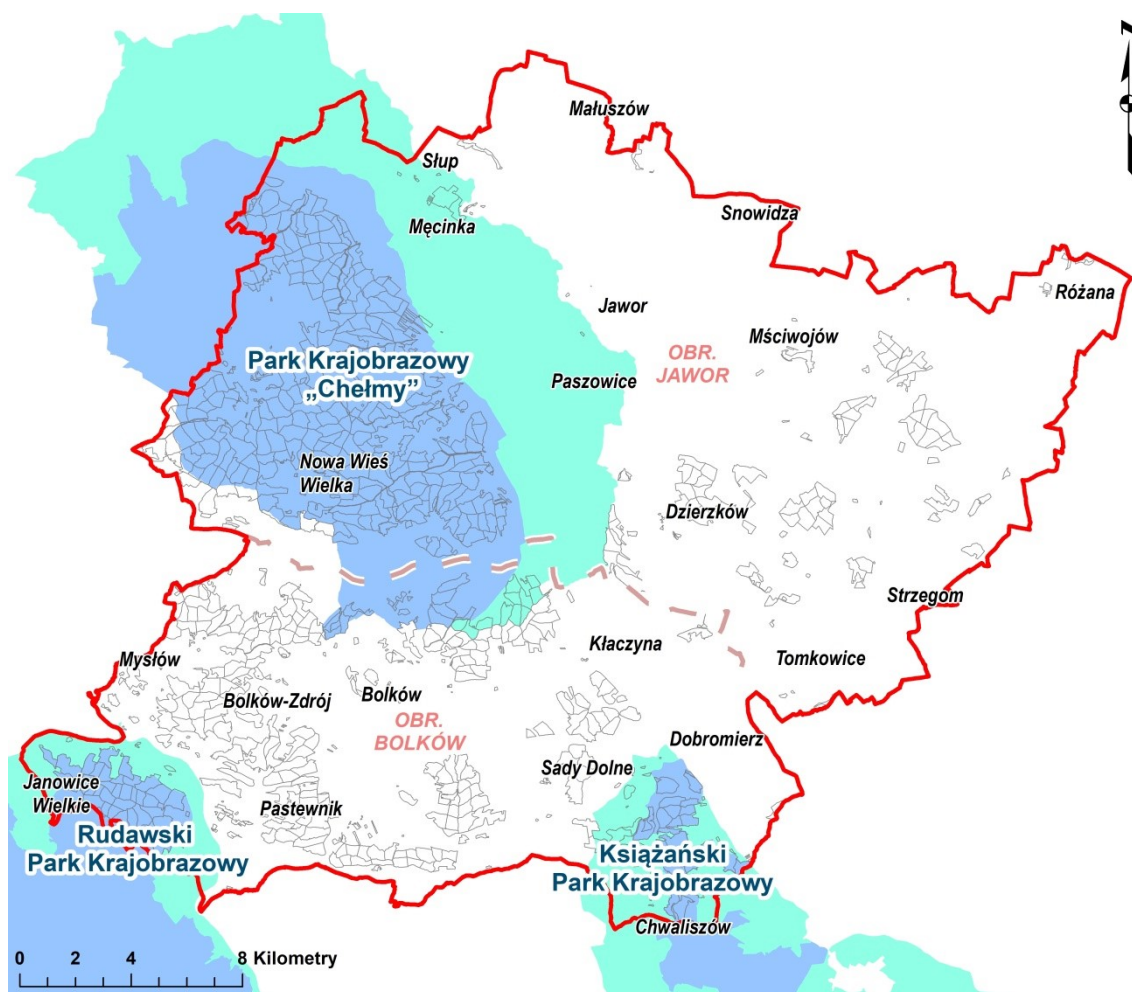 N
Małuszów
Słup
Męcinka
Snowidza
Różana
Jawor
Mściwojów
OBR.
JAWOR
Park Krajobrazowy
„Chełmy”
Paszowice
Nowa Wieś
Wielka
Dzierzków
Strzegom
Kłaczyna
Tomkowice
Mysłów
Bolków-Zdrój
Bolków
OBR.
BOLKÓW
Dobromierz
Sady Dolne
Janowice
Wielkie
Pastewnik
Rudawski
Park Krajobrazowy
Książański
Park Krajobrazowy
Chwaliszów
0 2 4 8 Kilometry